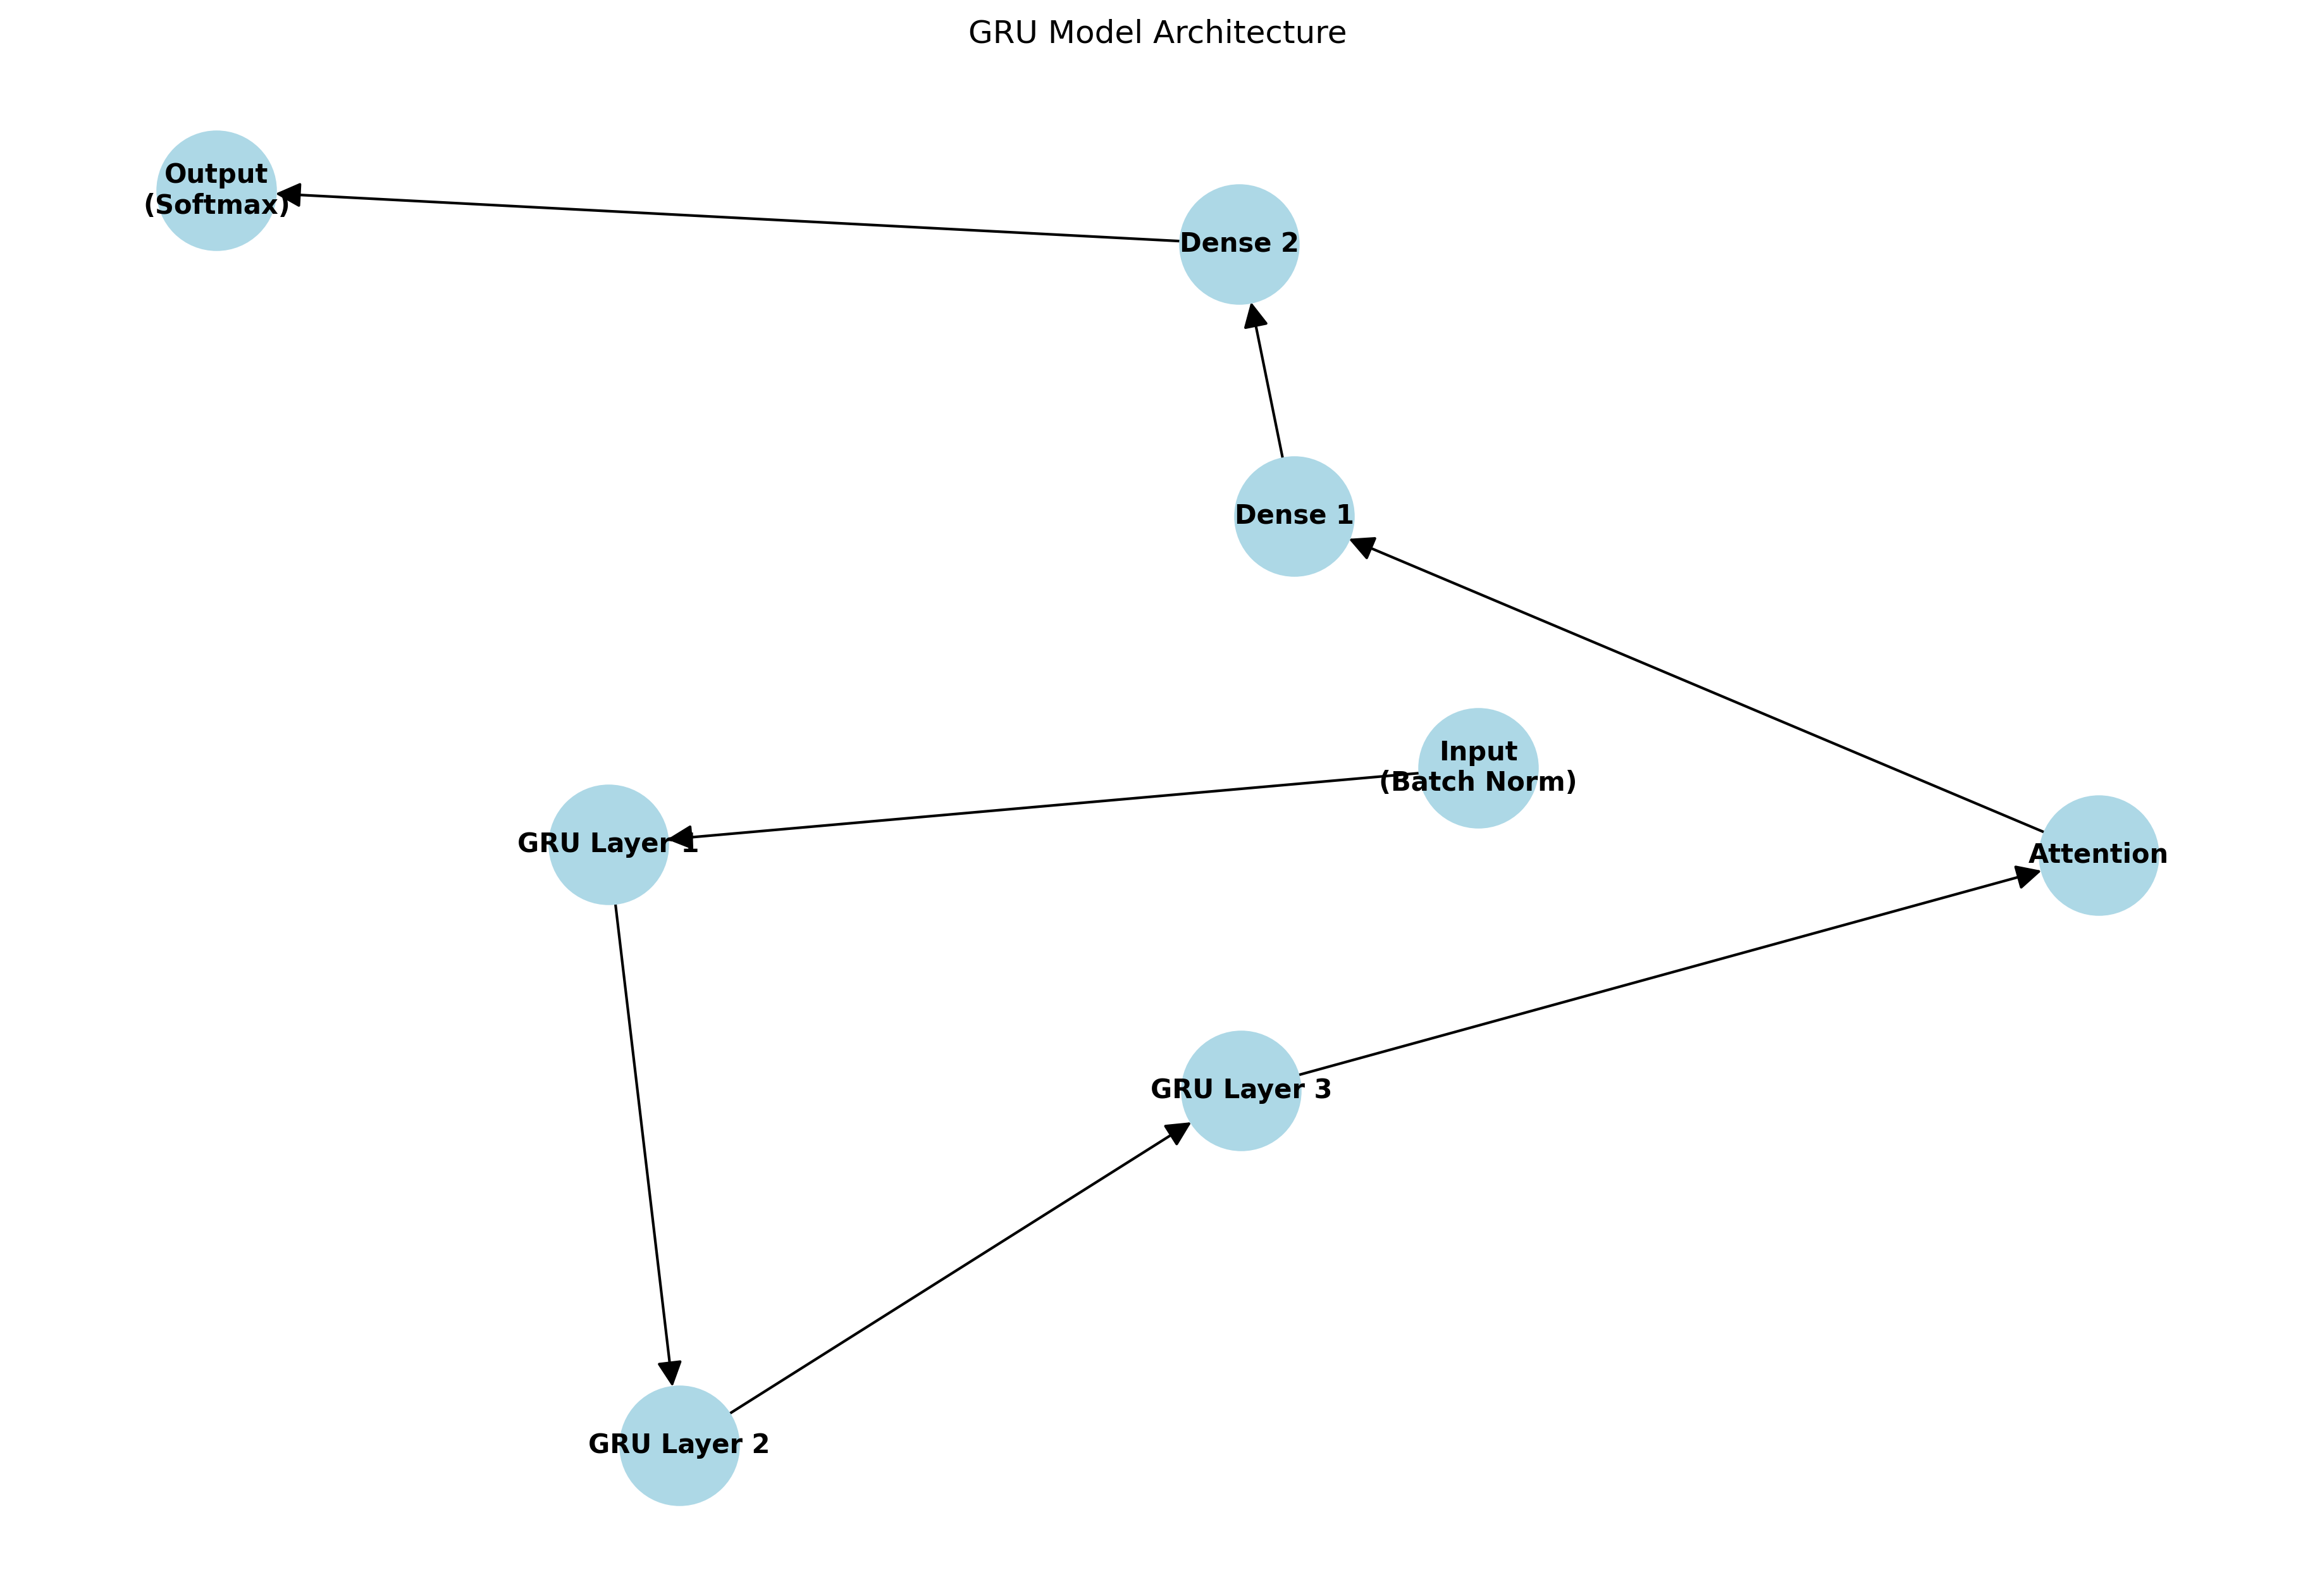 GRU Model Architecture
Output
(Softmax)
Dense 2
Dense 1
Input
(Batch Norm)
GRU Layer 1
Attention
GRU Layer 3
GRU Layer 2